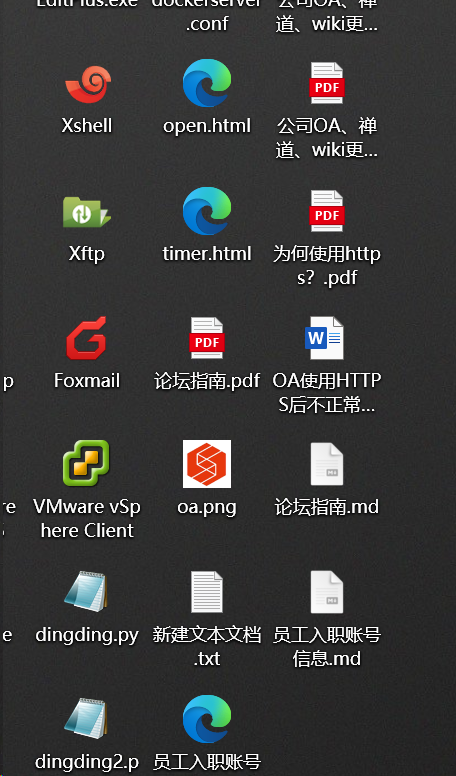 EditPlus.exe
dockerserver
.conf
公司OA、禅
道、wiki更...
Xshell
open.html
公司OA、禅
道、wiki更...
PDF
Xftp
timer.html
为何使用http
s？.pdf
PDF
p
Foxmail
论坛指南.pdf
PDF
OA使用HTTP
S后不正常...
W
re
VMware vSp
here Client
oa.png
论坛指南.md
e
dingding.py
新建文本文档
.txt
员工入职账号
信息.md
dingding2.p
员工入职账号